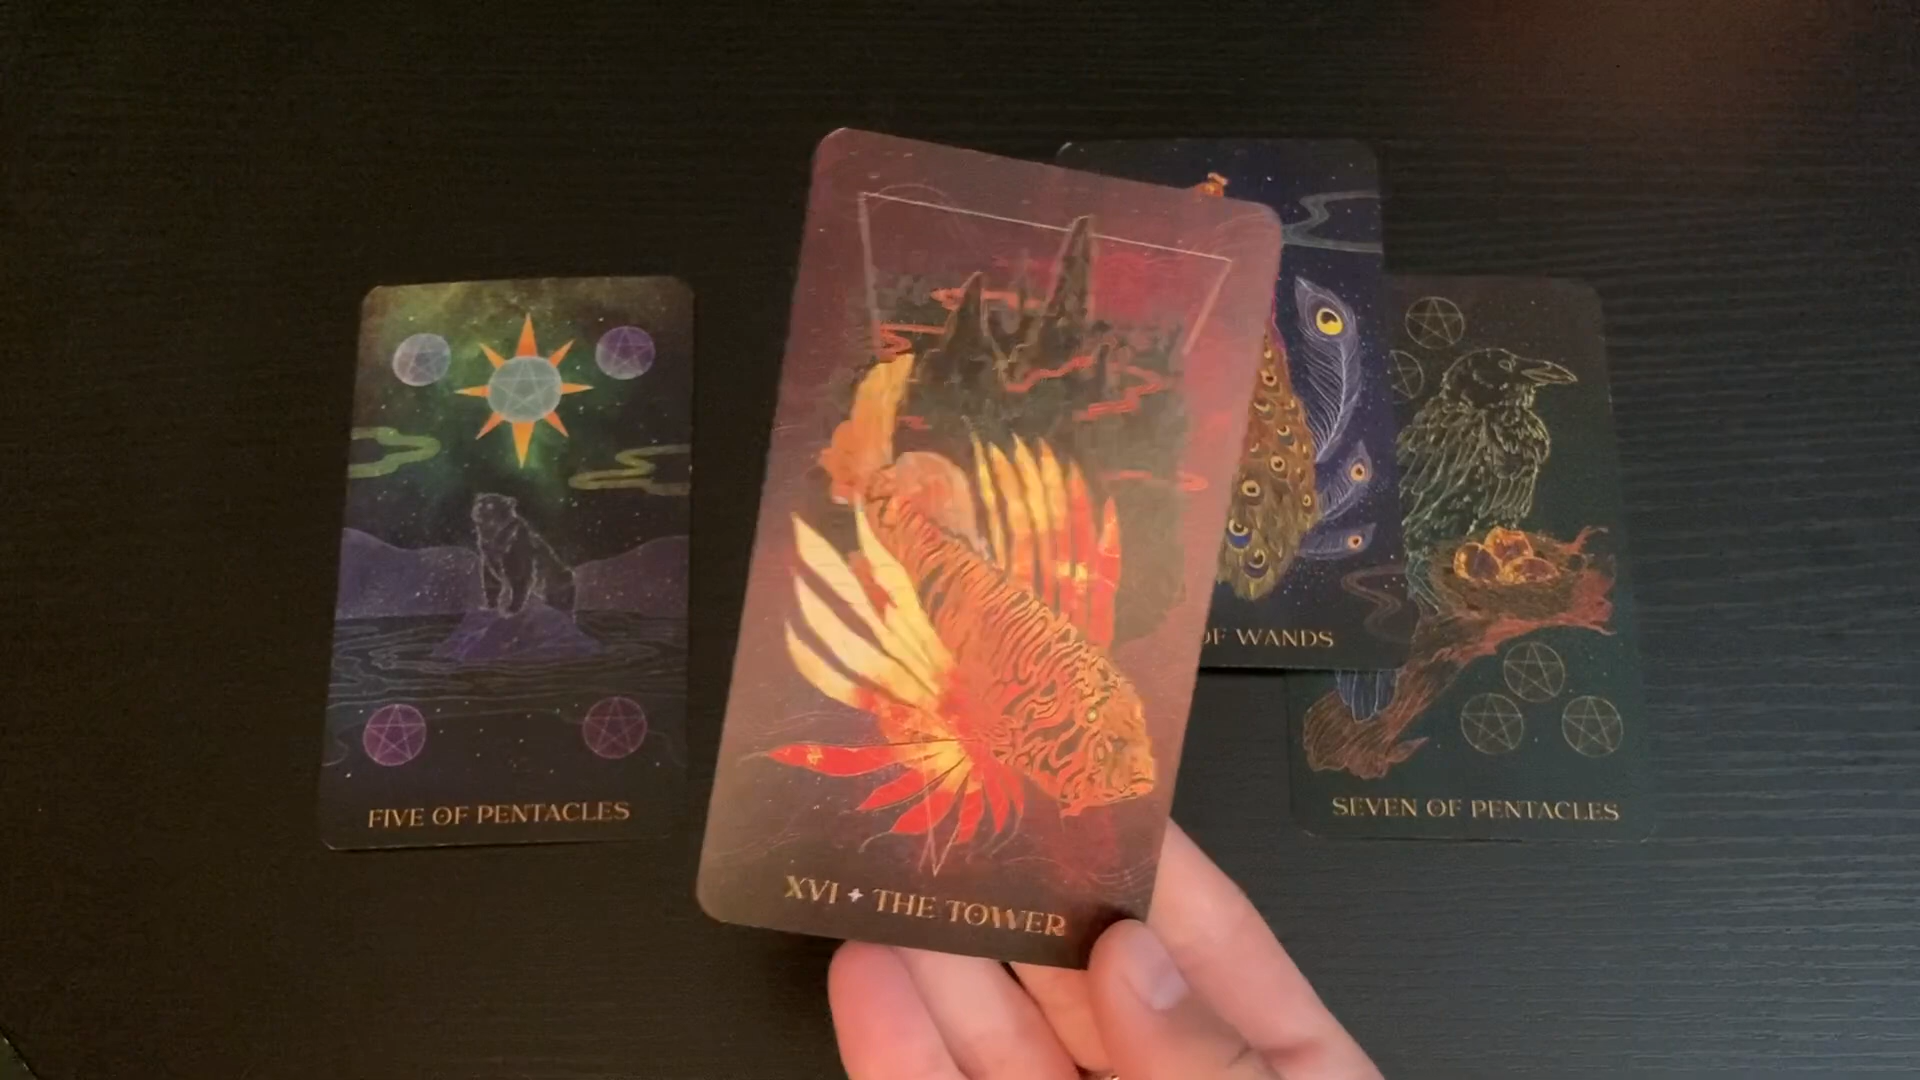 FIVE OF PENTACLES
XVI ✦ THE TOWER
OF WANDS
SEVEN OF PENTACLES